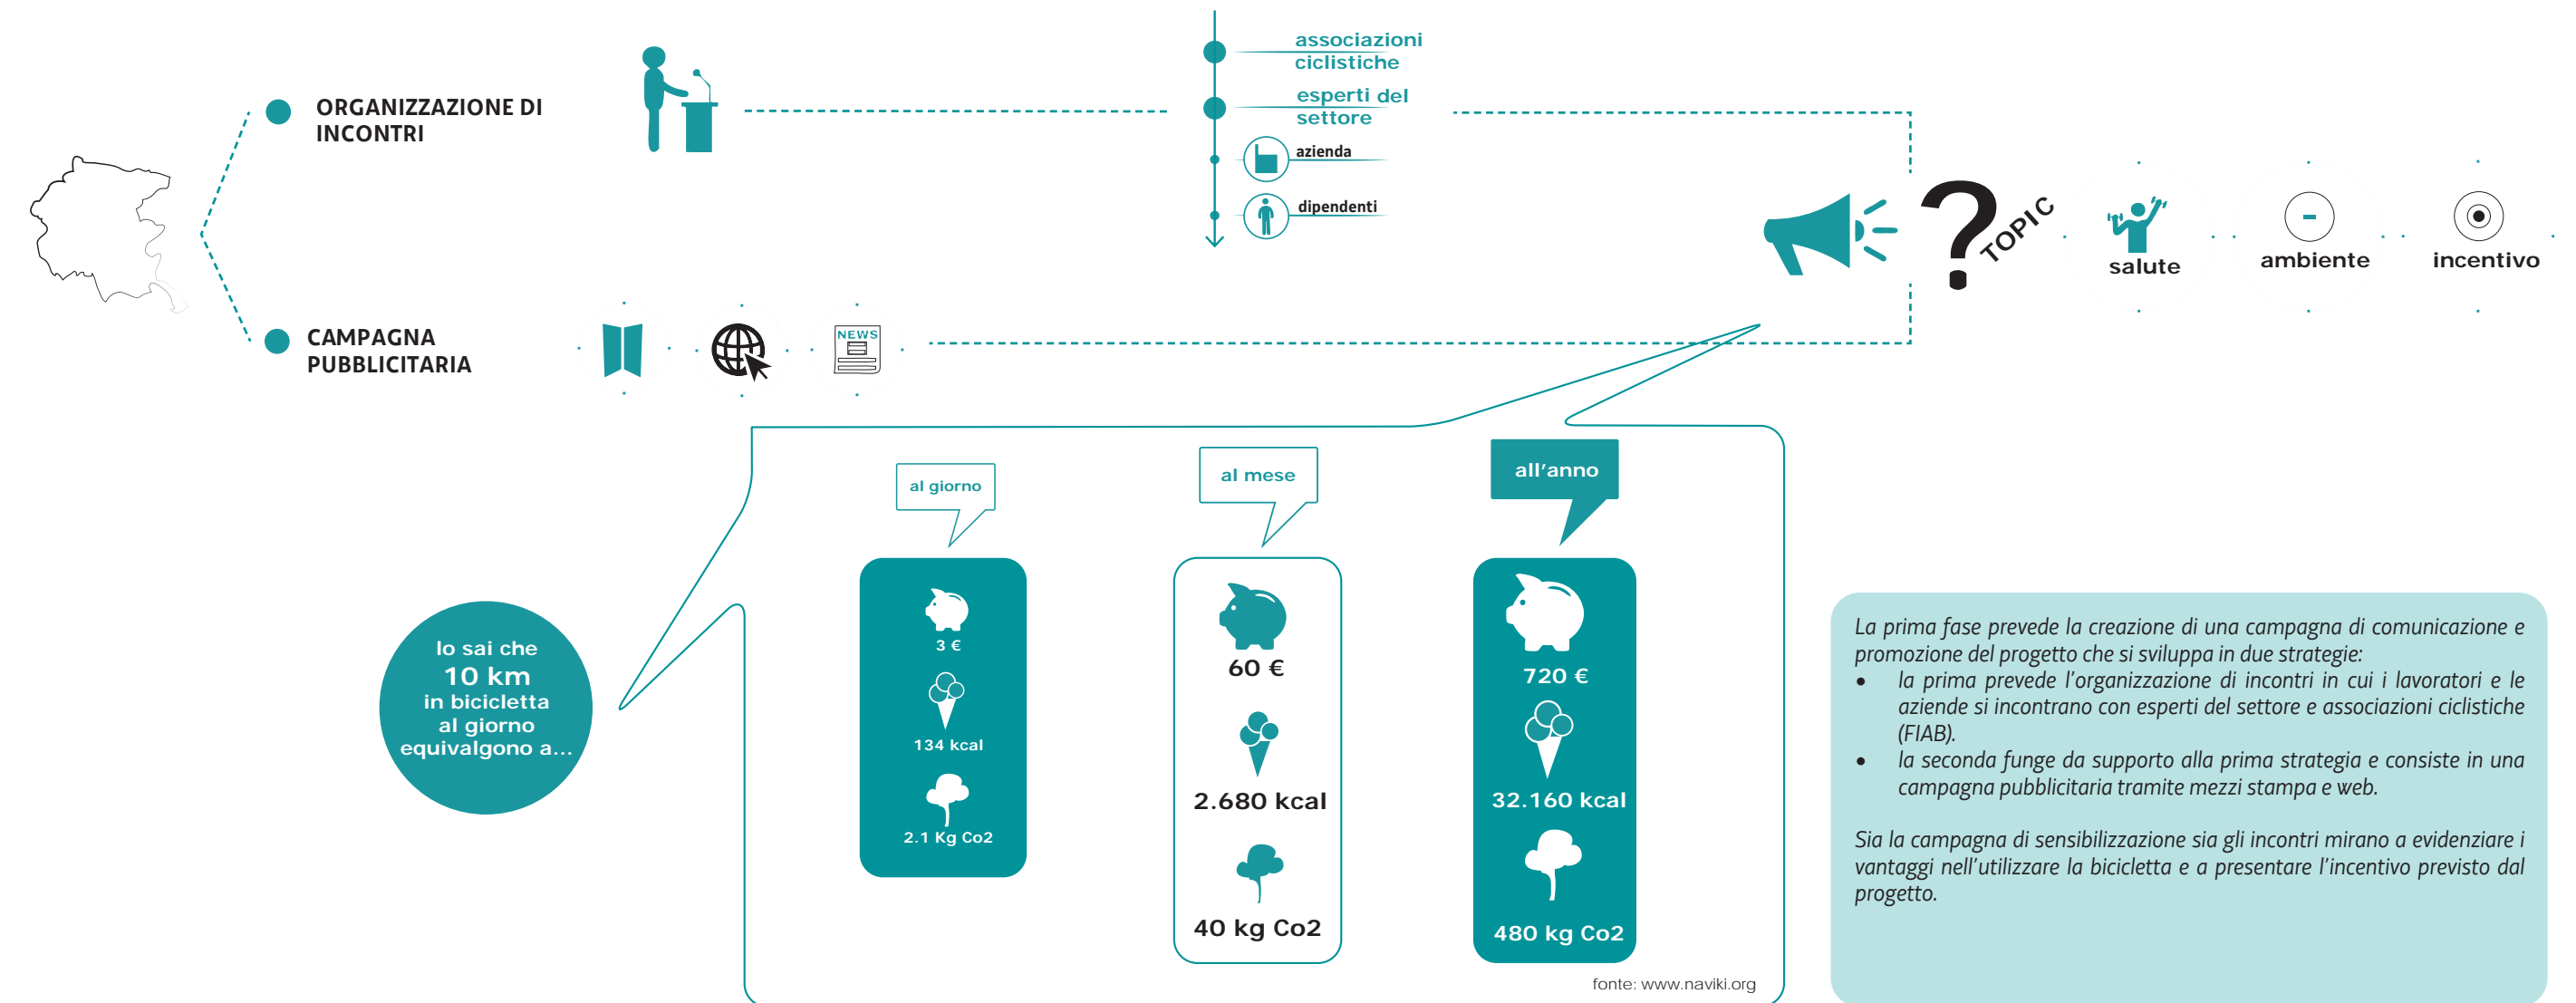 ORGANIZZAZIONE DI
INCONTRI
associazioni
ciclistiche
esperti del
settore
azienda
dipendenti
CAMPAGNA
PUBBLICITARIA
NEWS
?
TOPIC
salute
ambiente
incentivo
lo sai che
10 km
in bicicletta
al giorno
equivalgono a...
al giorno
3 €
134 kcal
2.1 Kg Co2
al mese
60 €
2.680 kcal
40 kg Co2
all'anno
720 €
32.160 kcal
480 kg Co2
fonte: www.naviki.org
La prima fase prevede la creazione di una campagna di comunicazione e
promozione del progetto che si sviluppa in due strategie:
• la prima prevede l'organizzazione di incontri in cui i lavoratori e le
aziende si incontrano con esperti del settore e associazioni ciclistiche
(FIAB).
• la seconda funge da supporto alla prima strategia e consiste in una
campagna pubblicitaria tramite mezzi stampa e web.
Sia la campagna di sensibilizzazione sia gli incontri mirano a evidenziare i
vantaggi nell'utilizzare la bicicletta e a presentare l'incentivo previsto dal
progetto.